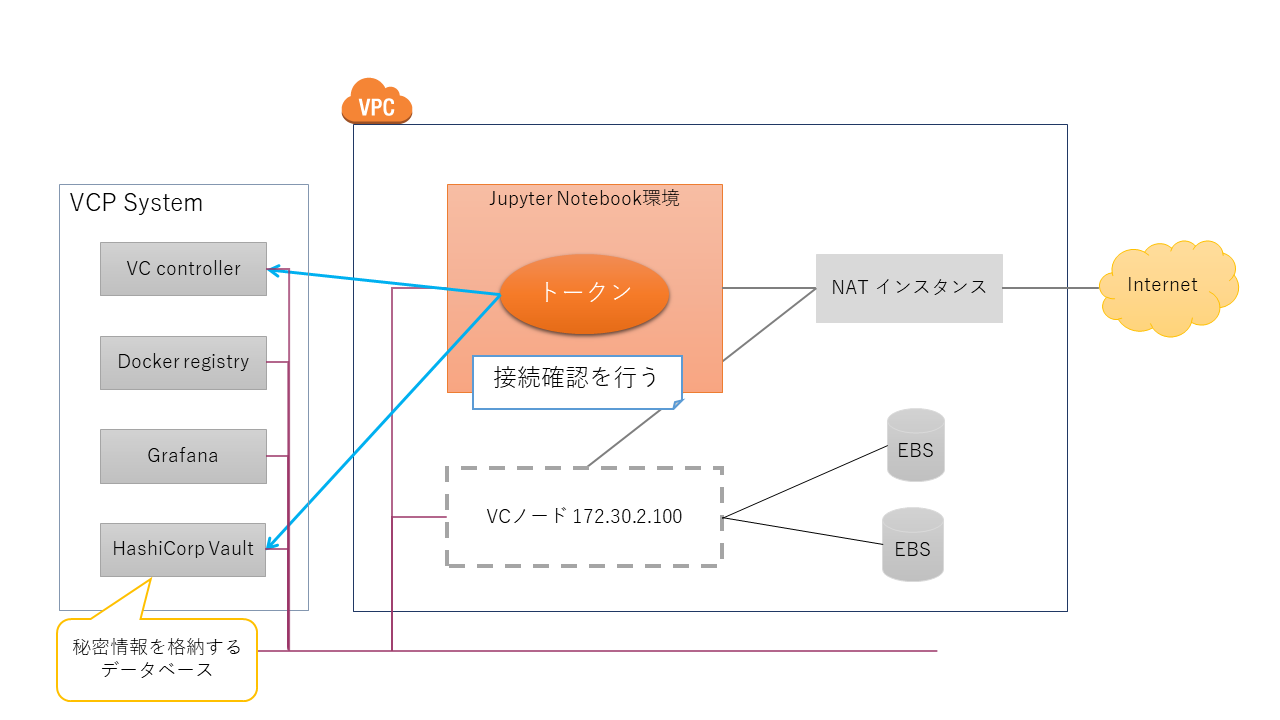 VPC
VCP System
VC controller
Docker registry
Grafana
HashiCorp Vault
秘密情報を格納する
データベース
Jupyter Notebook環境
トークン
接続確認を行う
VCノード 172.30.2.100
NAT インスタンス
Internet
EBS
EBS